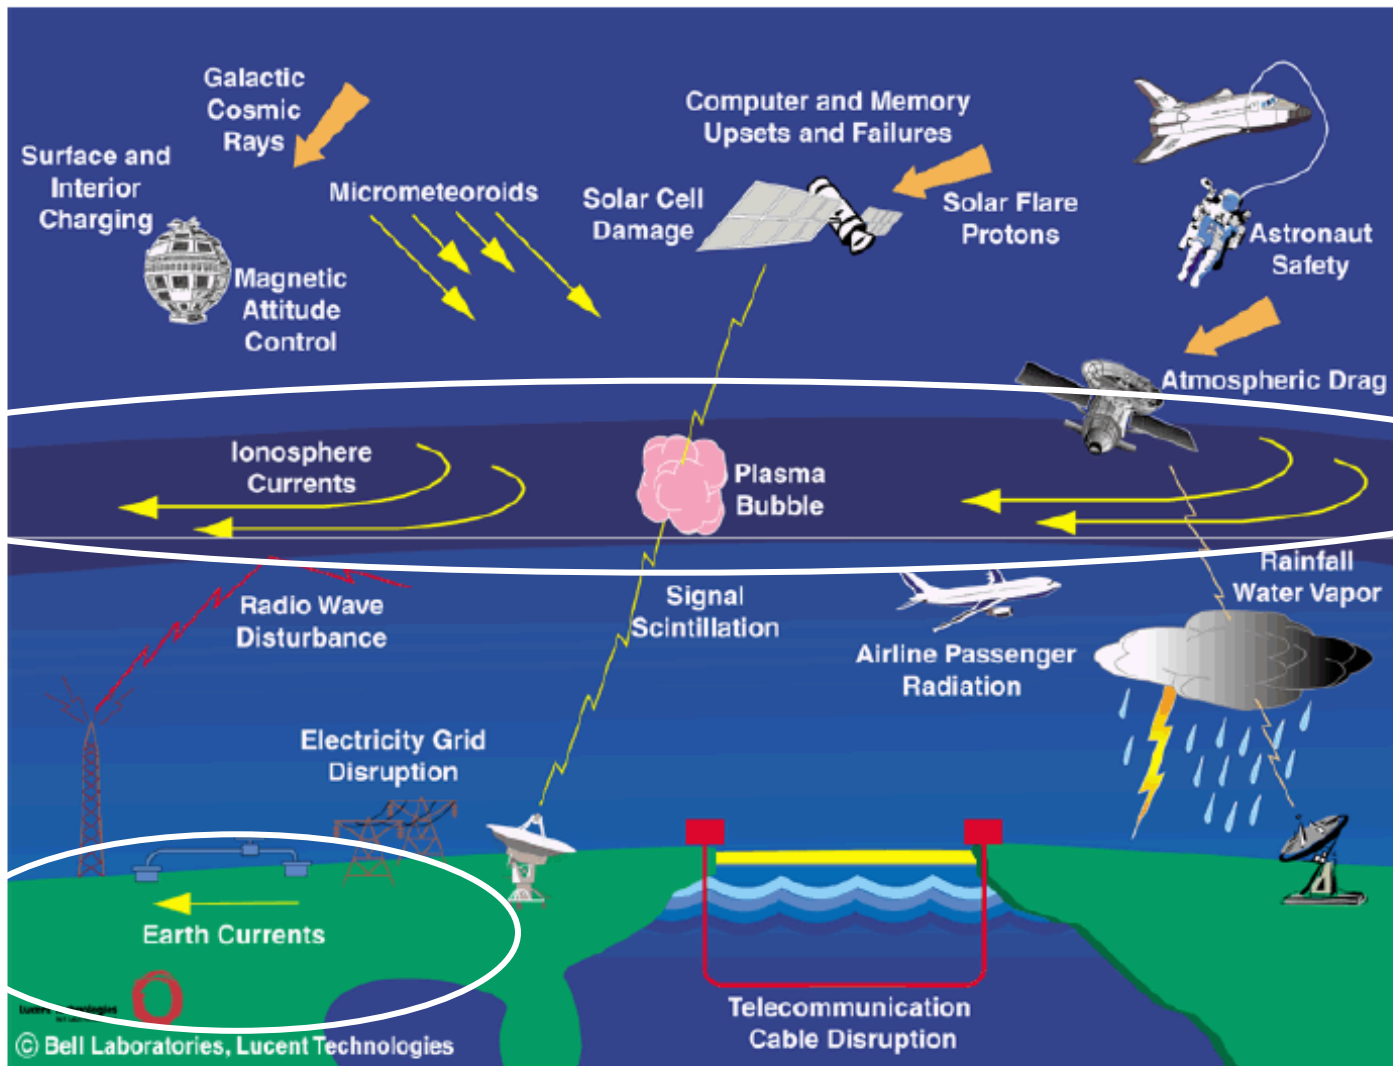 Galactic
Cosmic
Rays
Surface and
Interior
Charging
Magnetic
Attitude
Control
Micrometeoroids
Computer and Memory
Upsets and Failures
Solar Cell
Damage
Solar Flare
Protons
Astronaut
Safety
Atmospheric Drag
Ionosphere
Currents
Plasma
Bubble
Radio Wave
Disturbance
Signal
Scintillation
Airline Passenger
Radiation
Rainfall
Water Vapor
Electricity Grid
Disruption
Earth Currents
Telecommunication
Cable Disruption
Lucent Technologies
© Bell Laboratories, Lucent Technologies